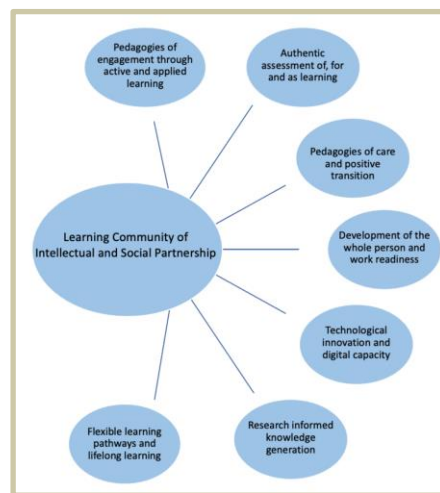 Pedagogies of
engagement through
active and applied
learning
Authentic
assessment of, for
and as learning
Pedagogies of care
and positive
transition
Learning Community of
Intellectual and Social Partnership
Development of the
whole person and
work readiness
Technological
innovation and
digital capacity
Research informed
knowledge
generation
Flexible learning
pathways and
lifelong learning